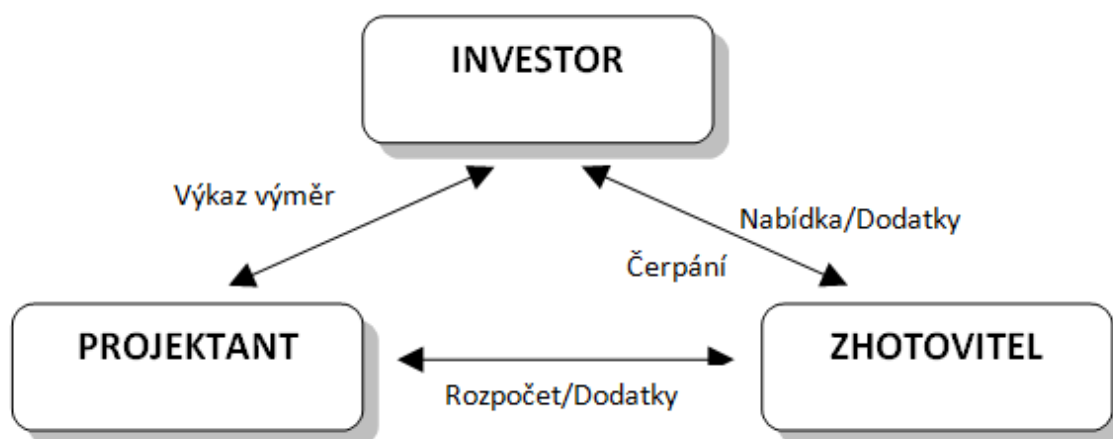 INVESTOR
Výkaz výměr
Nabídka/Dodatky
Čerpání
PROJEKTANT
ZHOTOVITEL
Rozpočet/Dodatky